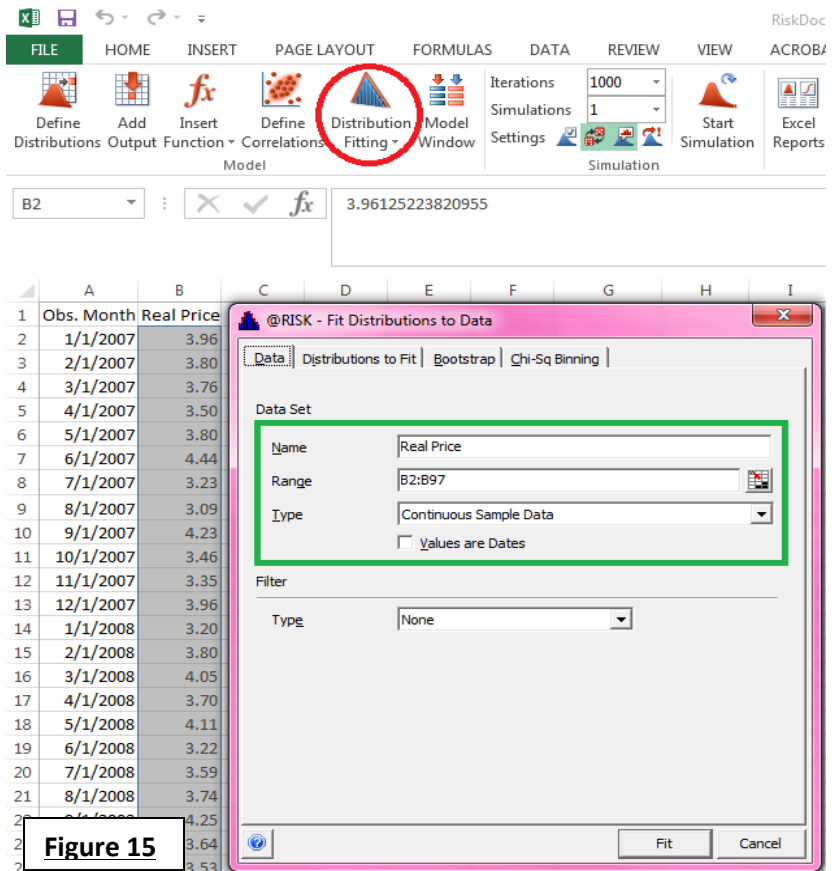 RiskDoc
FILE HOME INSERT PAGE LAYOUT FORMULAS DATA REVIEW VIEW ACROBA
Define Distributions
Add Output
fx
Insert Function
Define Correlations
Distribution Fitting
Model Window
Model
Iterations 1000
Simulations 1
Settings
Start Simulation
Simulation
Excel Reports
B2 fx 3.96125223820955
A B C D E F G H I
1 Obs. Month Real Price
2 1/1/2007 3.96
3 2/1/2007 3.80
4 3/1/2007 3.76
5 4/1/2007 3.50
6 5/1/2007 3.80
7 6/1/2007 4.44
8 7/1/2007 3.23
9 8/1/2007 3.09
10 9/1/2007 4.23
11 10/1/2007 3.46
12 11/1/2007 3.35
13 12/1/2007 3.96
14 1/1/2008 3.20
15 2/1/2008 3.80
16 3/1/2008 4.05
17 4/1/2008 3.70
18 5/1/2008 4.11
19 6/1/2008 3.22
20 7/1/2008 3.59
21 8/1/2008 3.74
4.25
3.64
3.53
Figure 15
@RISK - Fit Distributions to Data
Data Distributions to Fit Bootstrap Chi-Sq Binning
Data Set
Name Real Price
Range B2:B97
Type Continuous Sample Data
Values are Dates
Filter
Type None
Fit Cancel